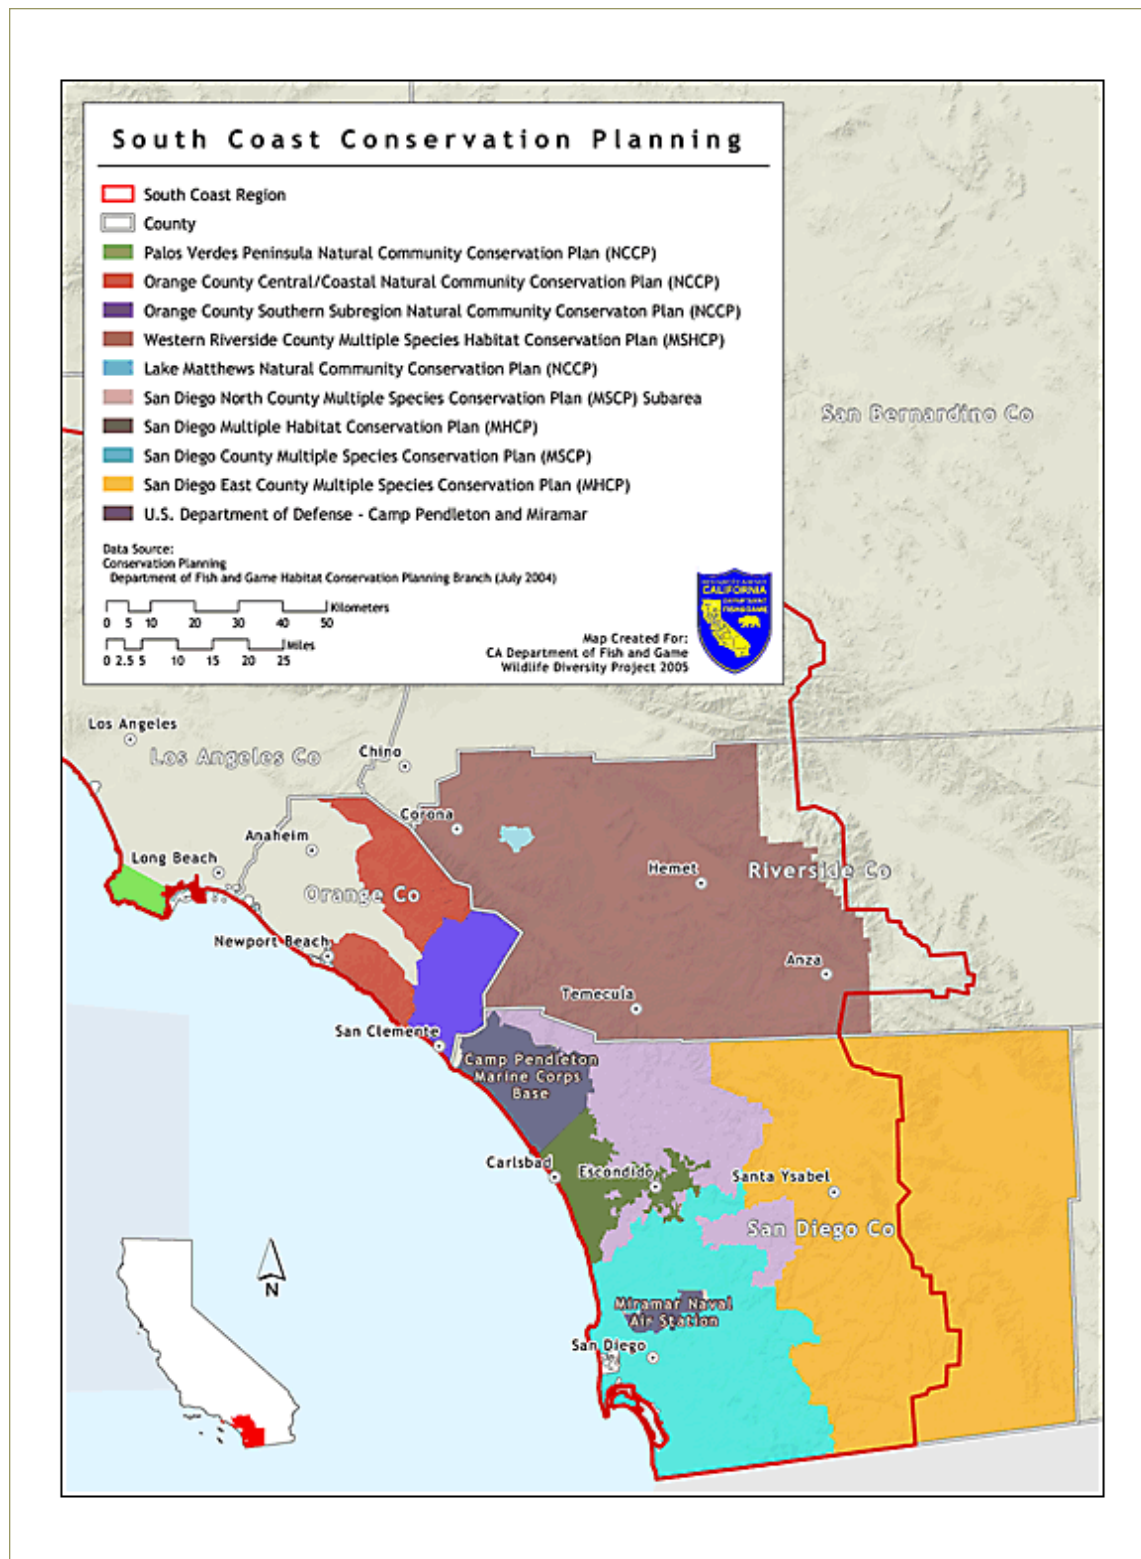 South Coast Conservation Planning
South Coast Region
County
Palos Verdes Peninsula Natural Community Conservation Plan (NCCP)
Orange County Central/Coastal Natural Community Conservation Plan (NCCP)
Orange County Southern Subregion Natural Community Conservaton Plan (NCCP)
Western Riverside County Multiple Species Habitat Conservation Plan (MSHCP)
Lake Matthews Natural Community Conservation Plan (NCCP)
San Diego North County Multiple Species Conservation Plan (MSCP) Subarea
San Diego Multiple Habitat Conservation Plan (MHCP)
San Diego County Multiple Species Conservation Plan (MSCP)
San Diego East County Multiple Species Conservation Plan (MHCP)
U.S. Department of Defense - Camp Pendleton and Miramar
Data Source:
Conservation Planning
Department of Fish and Game Habitat Conservation Planning Branch (July 2004)
Kilometers
0 5 10 20 30 40 50
Miles
0 2.5 5 10 15 20 25
Map Created For:
CA Department of Fish and Game
Wildlife Diversity Project 2005
CALIFORNIA
DEPARTMENT
FISH & GAME
San Bernardino Co
Los Angeles
Los Angeles Co
Chino
Corona
Anaheim
Long Beach
Orange Co
Hemet
Riverside Co
Newport Beach
Anza
Temecula
San Clemente
Camp Pendleton
Marine Corps
Base
Carlsbad
Escondido
Santa Ysabel
San Diego Co
Miramar Naval
Air Station
San Diego
N